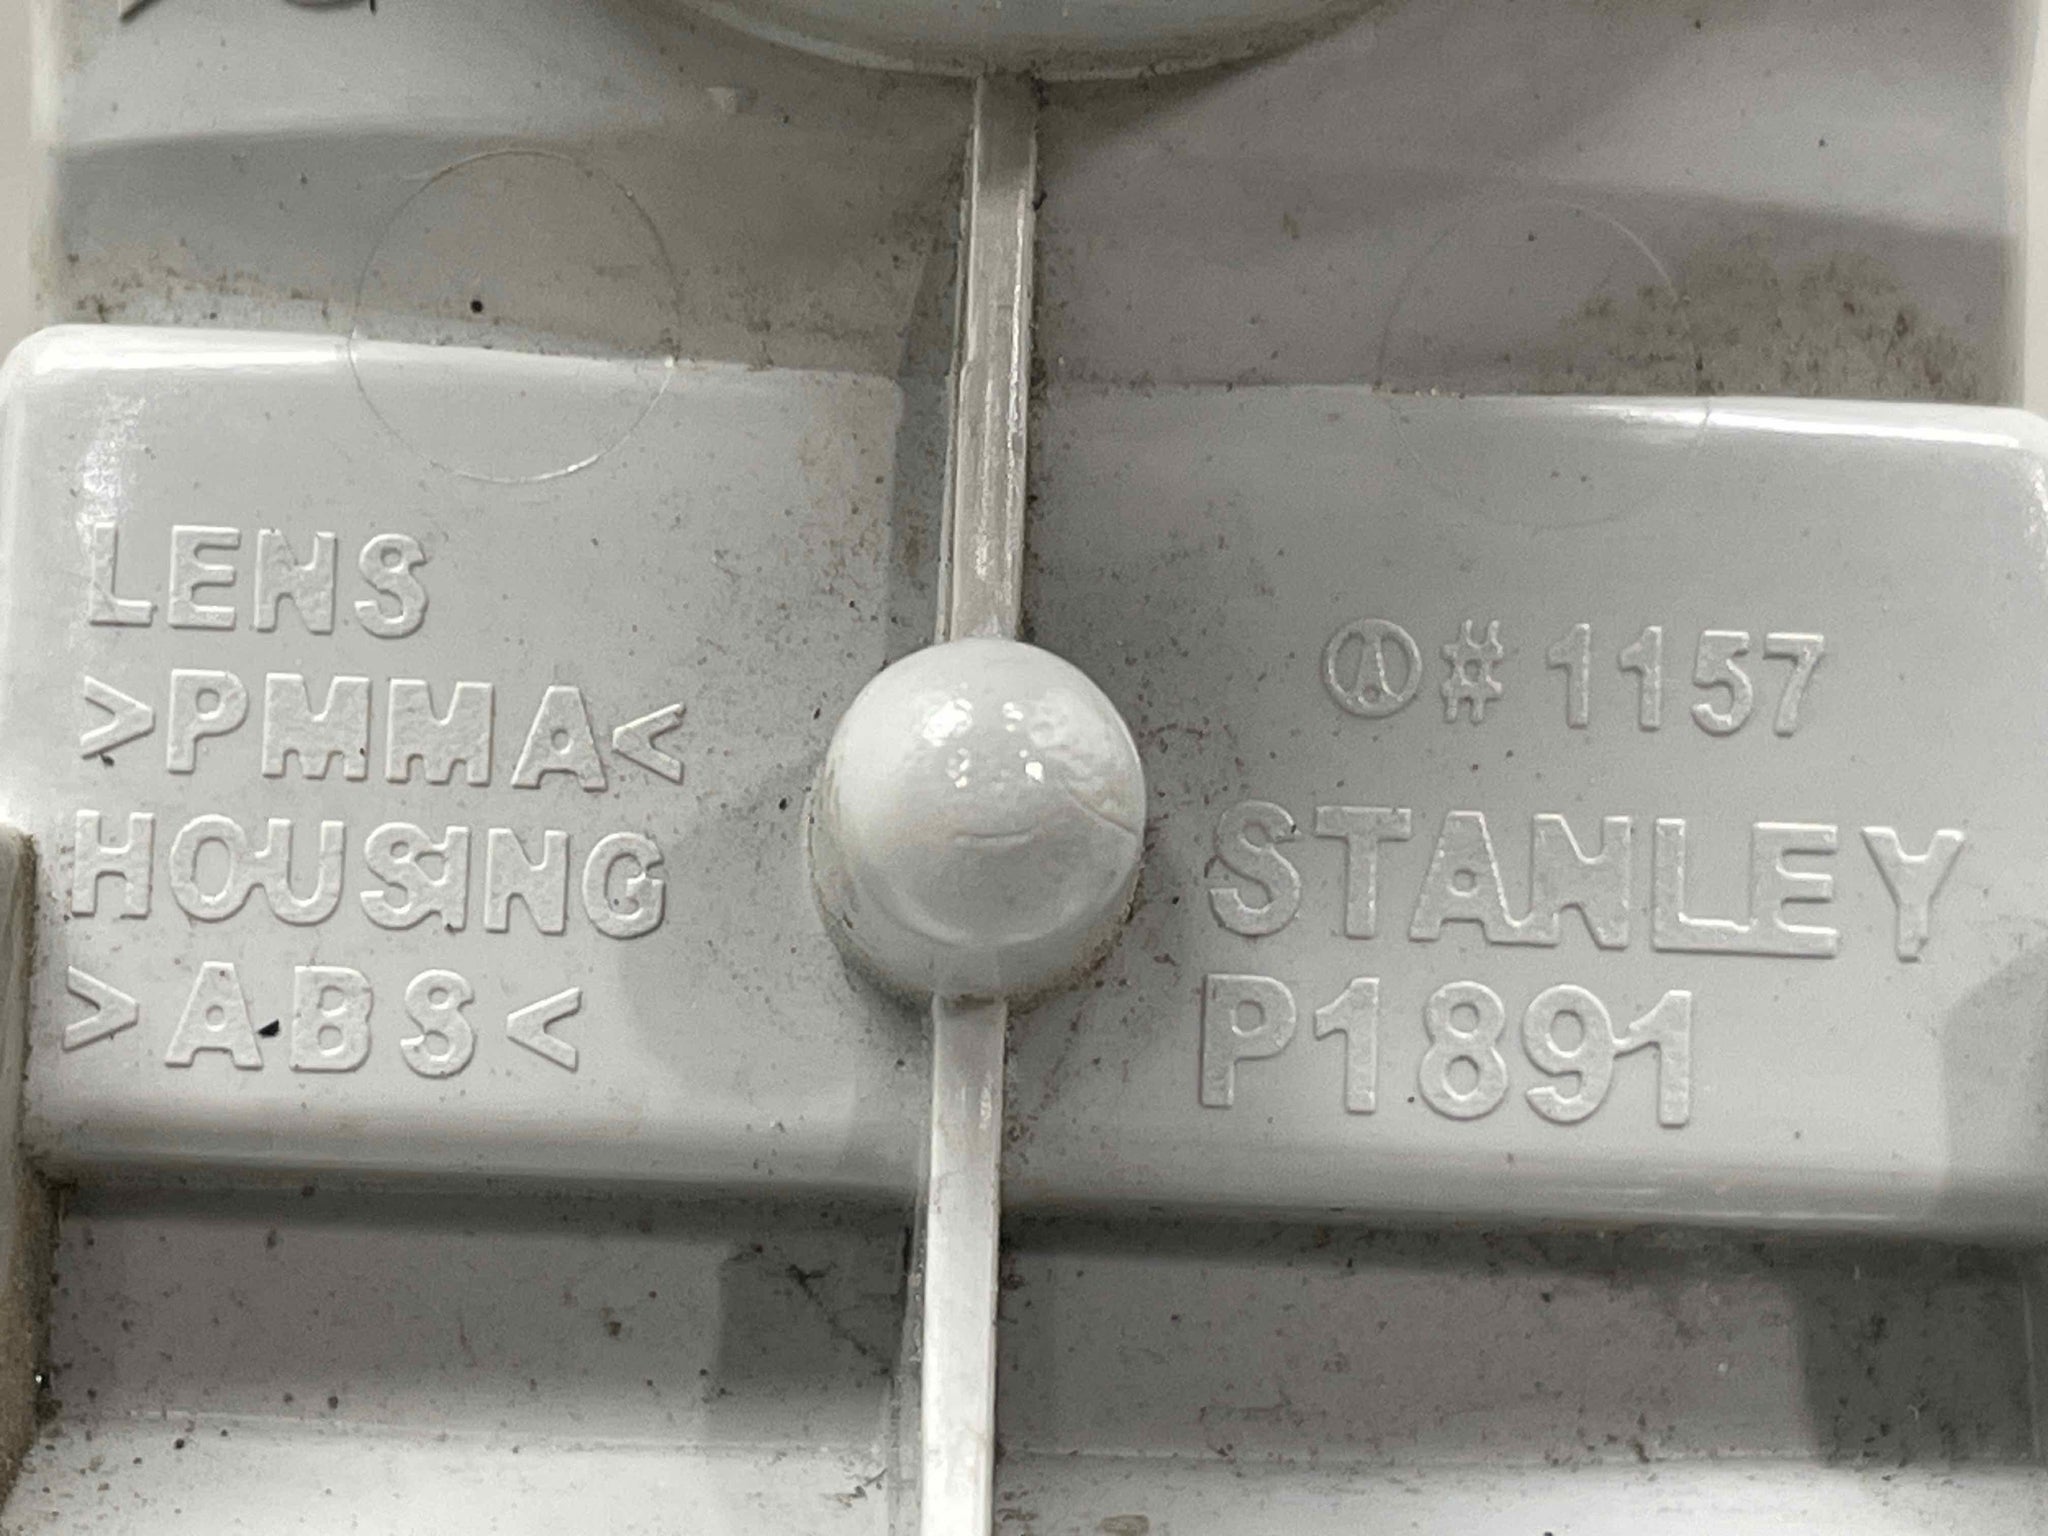 LENS
>PMMA<
HOUSING
>ABS<
#1157
STANLEY
P1891